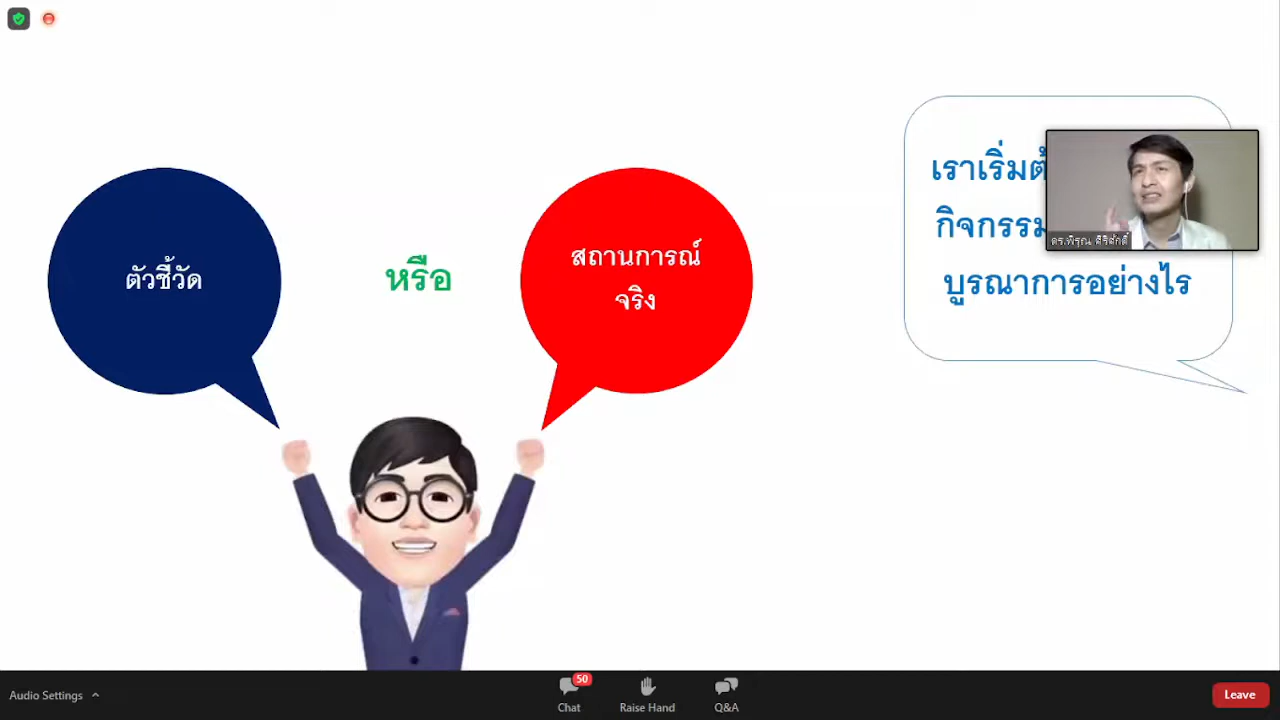 ตัวชี้วัด
หรือ
สถานการณ์
จริง
เราเริ่มต้
กิจกรรม
บูรณาการอย่างไร
ดร.พิรุณ ศิริศักดิ์
Audio Settings
50
Chat
Raise Hand
Q&A
Leave